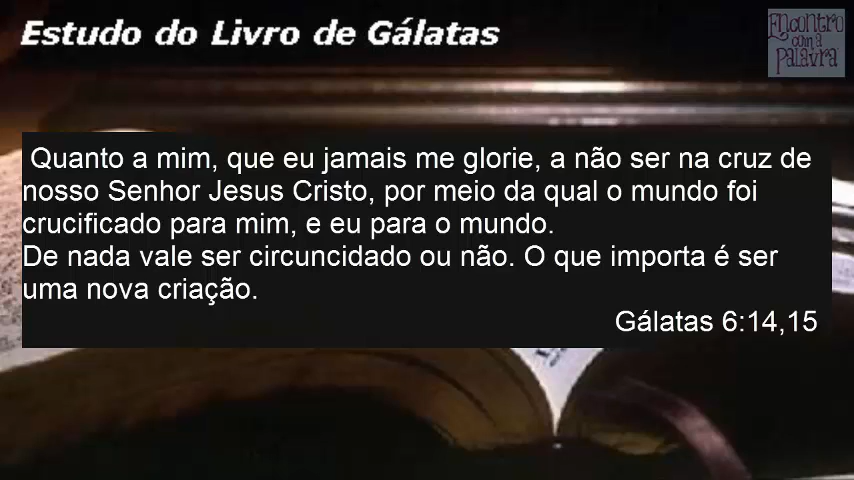 Estudo do Livro de Gálatas
Encontro
com a
Palavra
Quanto a mim, que eu jamais me glorie, a não ser na cruz de
nosso Senhor Jesus Cristo, por meio da qual o mundo foi
crucificado para mim, e eu para o mundo.
De nada vale ser circuncidado ou não. O que importa é ser
uma nova criação.
Gálatas 6:14,15